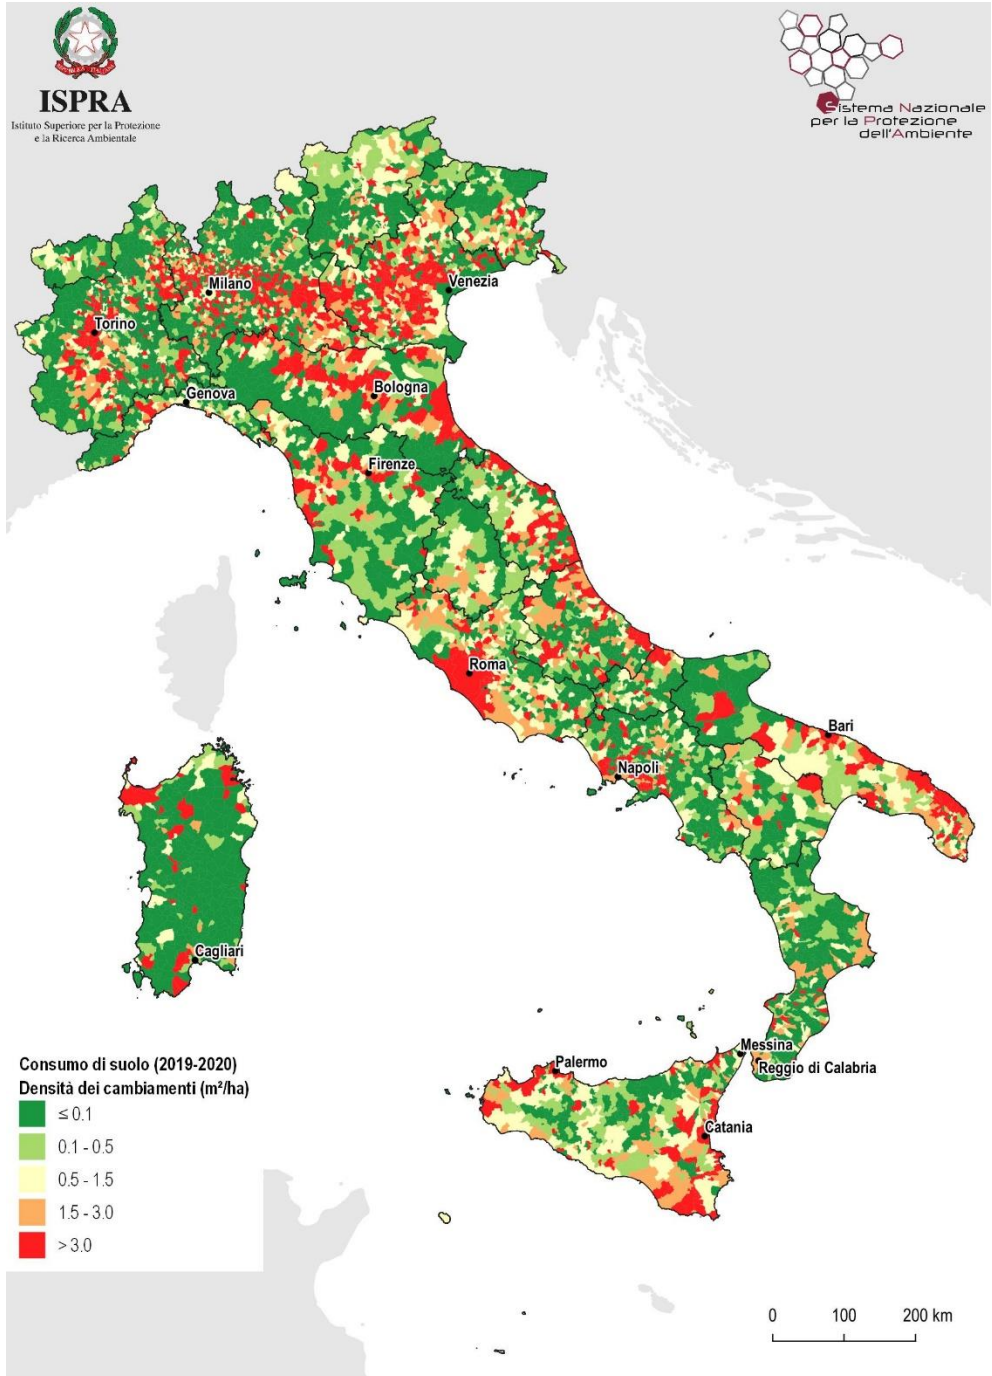 ISPRA
Istituto Superiore per la Protezione
e la Ricerca Ambientale
Sistema Nazionale
per la Protezione
dell'Ambiente
Milano
Venezia
Torino
Bologna
Genova
Firenze
Roma
Bari
Napoli
Cagliari
Messina
Palermo
Reggio di Calabria
Catania
Consumo di suolo (2019-2020)
Densità dei cambiamenti (m²/ha)
≤ 0.1
0.1 - 0.5
0.5 - 1.5
1.5 - 3.0
> 3.0
0 100 200 km